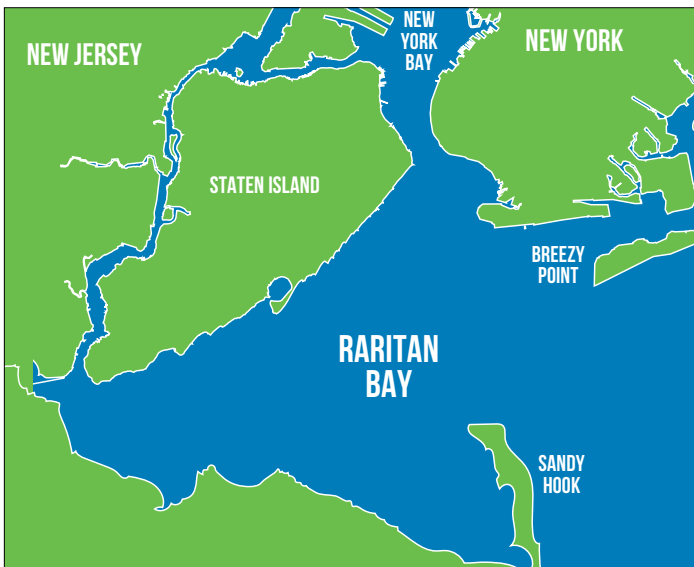 NEW JERSEY
NEW
YORK
BAY
NEW YORK
STATEN ISLAND
BREEZY
POINT
RARITAN
BAY
SANDY
HOOK